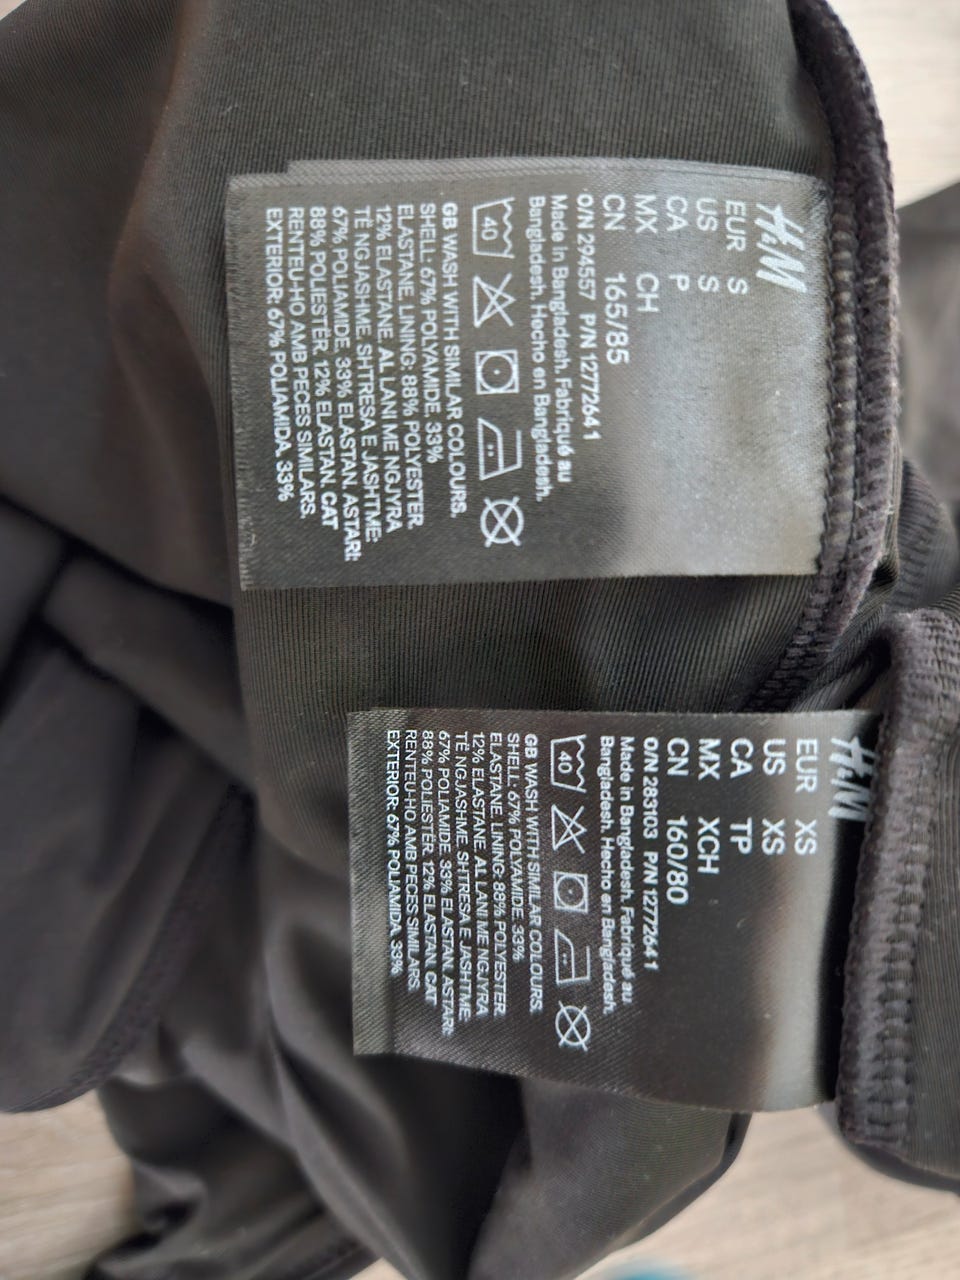 H&M
EUR S
US S
CA P
MX CH
CN 165/85
O/N 294557 P/N 12772641
Made in Bangladesh. Fabriqué au
Bangladesh. Hecho en Bangladesh.
40
GB WASH WITH SIMILAR COLOURS.
SHELL: 67% POLYAMIDE, 33%
ELASTANE. LINING: 88% POLYESTER,
12% ELASTANE. AL LANI ME NGJYRA
TË NGJASHME. SHTRESA E JASHTME:
67% POLIAMIDE, 33% ELASTAN. ASTARI:
88% POLIESTËR, 12% ELASTAN. CAT
RENTEU-HO AMB PECES SIMILARS.
EXTERIOR: 67% POLIAMIDA, 33%
H&M
EUR XS
US XS
CA TP
MX XCH
CN 160/80
O/N 283103 P/N 12772641
Made in Bangladesh. Fabriqué au
Bangladesh. Hecho en Bangladesh.
40
GB WASH WITH SIMILAR COLOURS.
SHELL: 67% POLYAMIDE, 33%
ELASTANE. LINING: 88% POLYESTER,
12% ELASTANE. AL LANI ME NGJYRA
TË NGJASHME. SHTRESA E JASHTME:
67% POLIAMIDE, 33% ELASTAN. ASTARI:
88% POLIESTËR, 12% ELASTAN. CAT
RENTEU-HO AMB PECES SIMILARS.
EXTERIOR: 67% POLIAMIDA, 33%